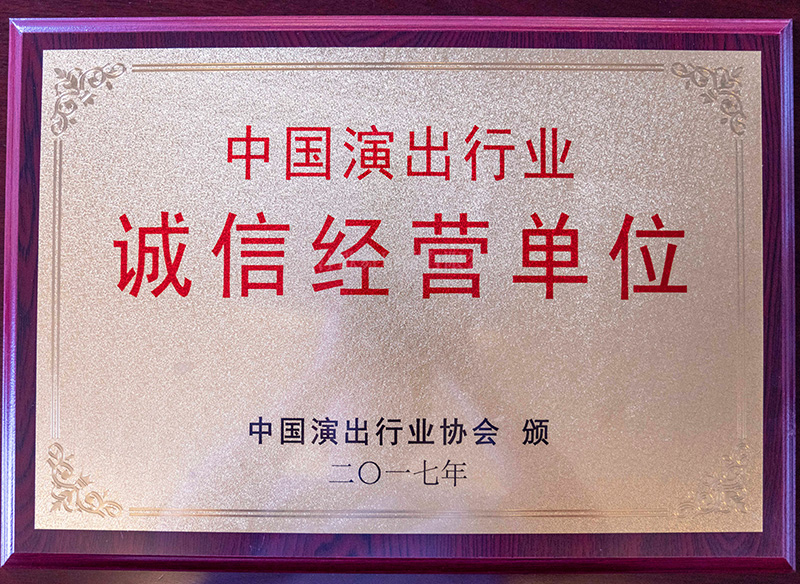 中国演出行业
诚信经营单位
中国演出行业协会 颁
二〇一七年